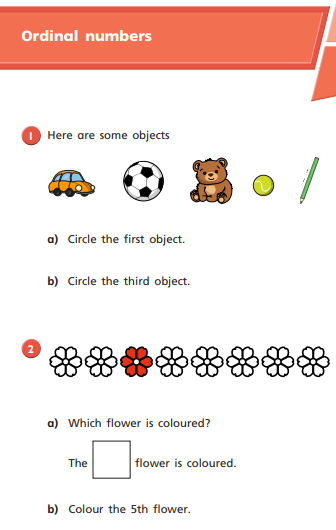 Ordinal numbers
1 Here are some objects
a) Circle the first object.
b) Circle the third object.
2
a) Which flower is coloured?
The flower is coloured.
b) Colour the 5th flower.